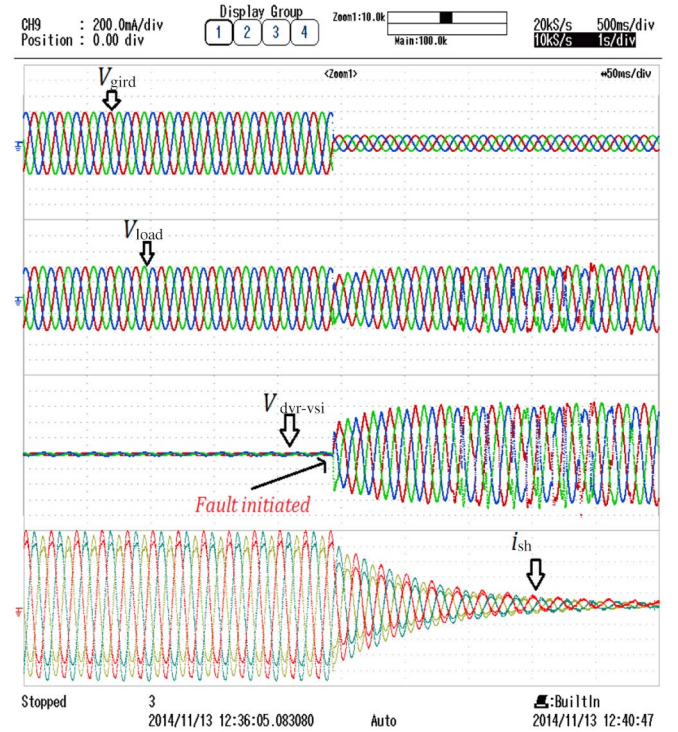 CH9 : 200.0mA/div
Position : 0.00 div
Display Group
1 2 3 4
Zoom1:10.0k
Main:100.0k
20kS/s 500ms/div
10kS/s 1s/div
<Zoom1>
50ms/div
Vgird
Vload
Vdvr-vsi
Fault initiated
ish
Stopped 3
2014/11/13 12:36:05.083080 Auto
:BuiltIn
2014/11/13 12:40:47